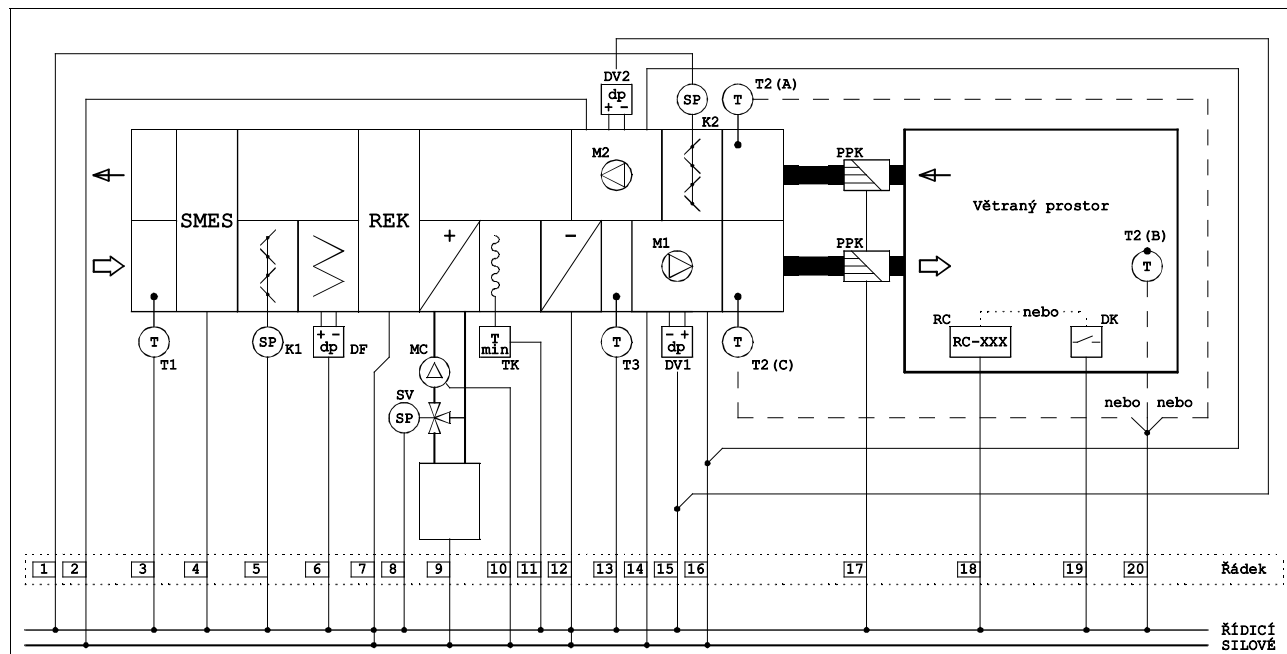 DV2
dp
+ -
SP
T2(A)
T
K2
M2
PPK
SMES
REK
Větraný prostor
+
-
M1
PPK
T2(B)
T
T
T1
SP
K1
+ -
dp
DF
MC
T
min
TK
T
T3
- +
dp
DV1
T
T2(C)
RC
RC-XXX
nebo
DK
SV
SP
nebo
nebo
1
2
3
4
5
6
7
8
9
10
11
12
13
14
15
16
17
18
19
20
Řádek
ŘÍDICÍ
SILOVÉ